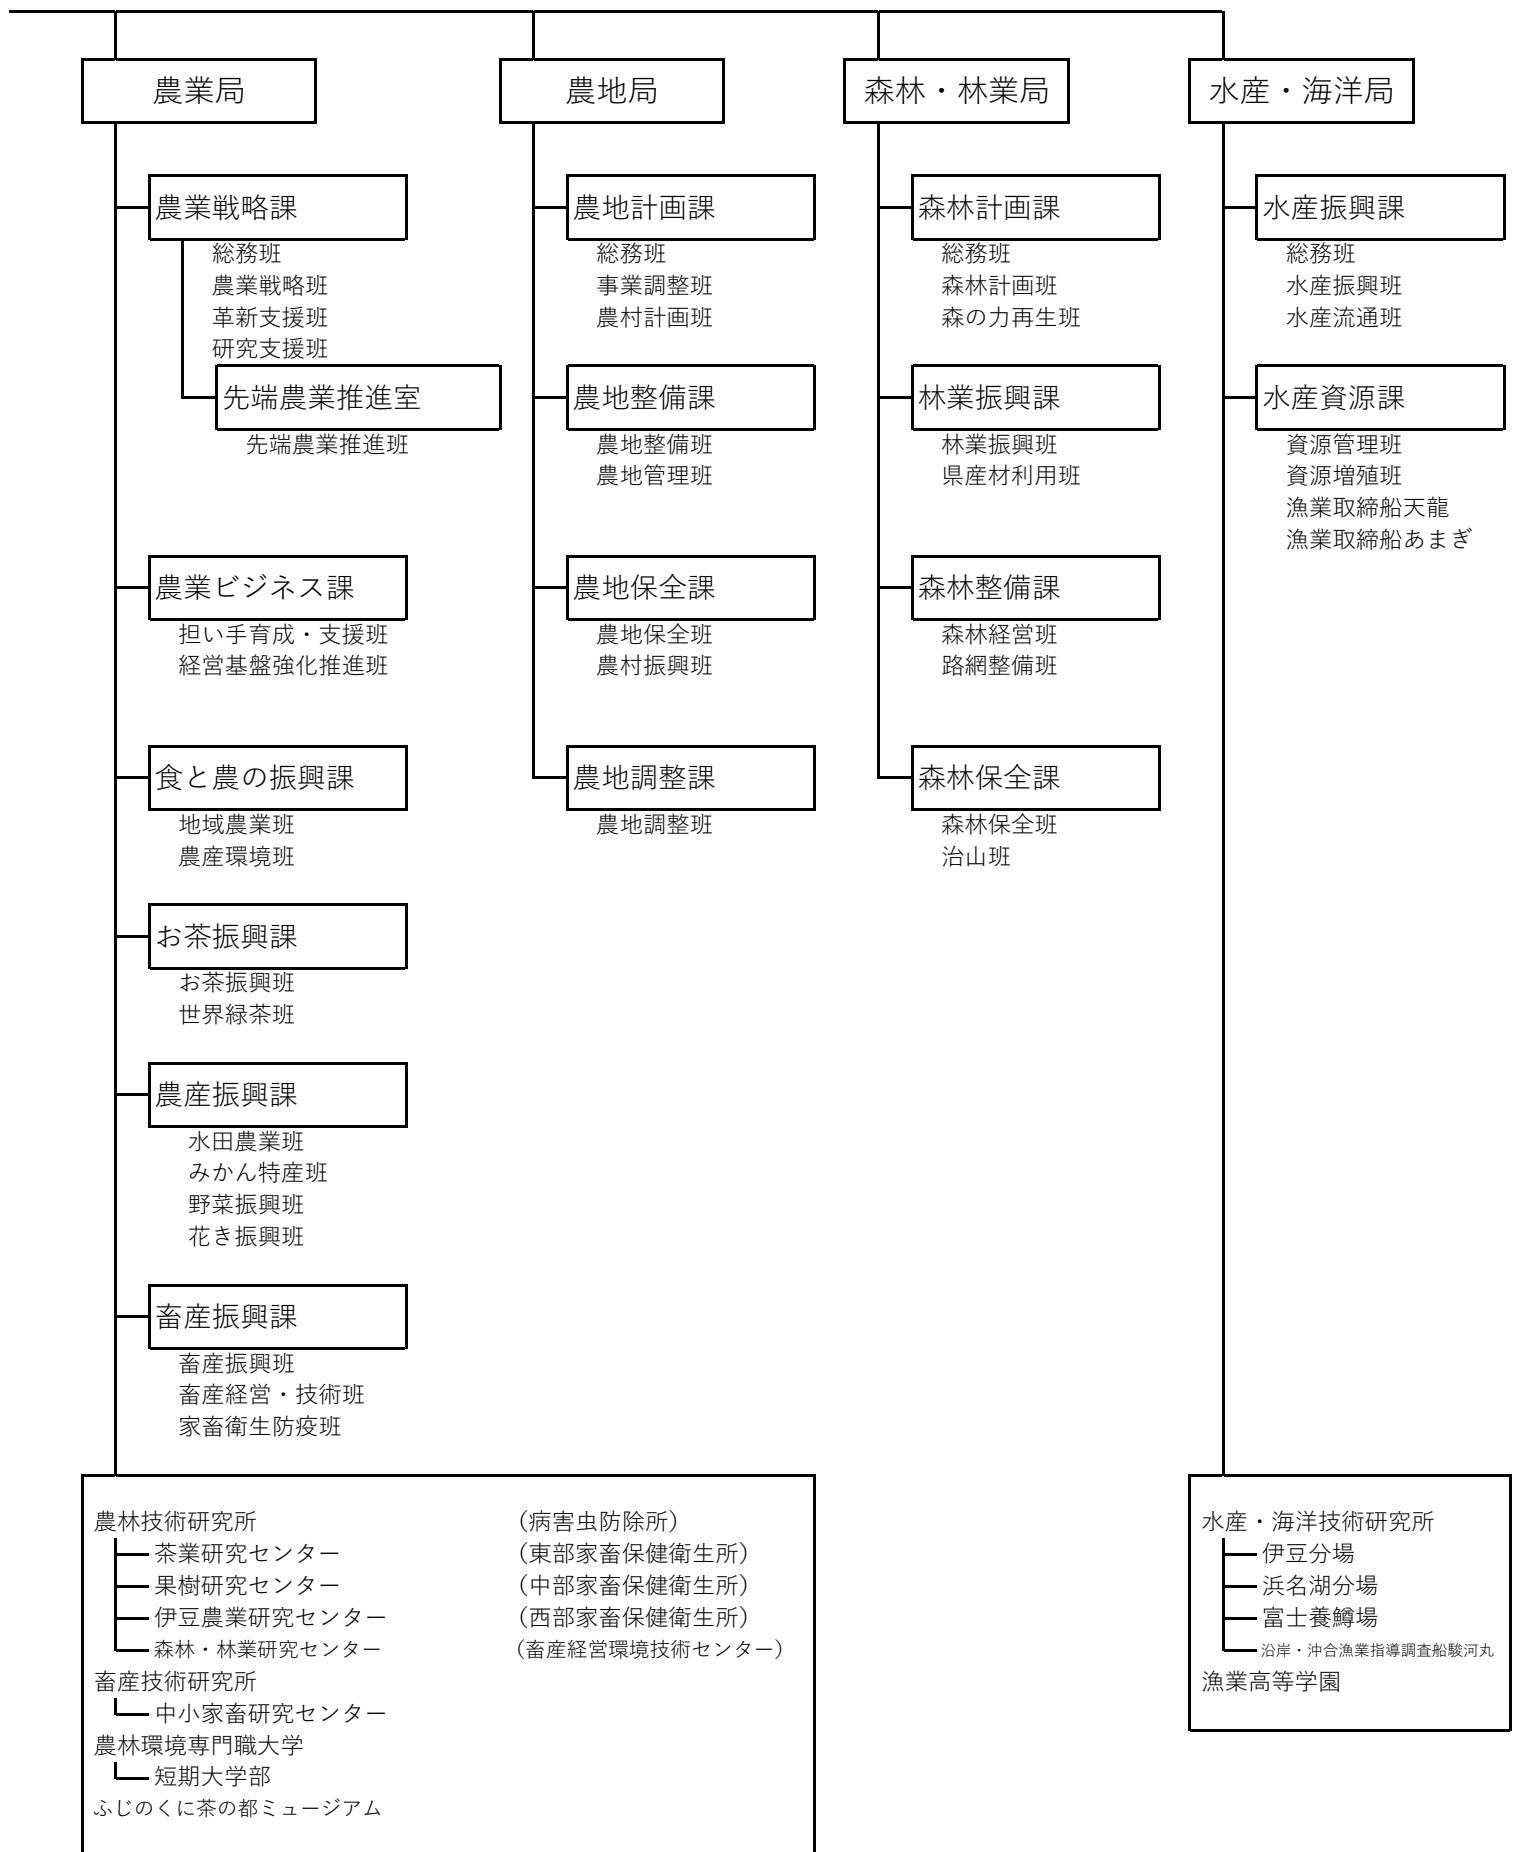 農業局
農業戦略課
総務班
農業戦略班
革新支援班
研究支援班
先端農業推進室
先端農業推進班
農業ビジネス課
担い手育成・支援班
経営基盤強化推進班
食と農の振興課
地域農業班
農産環境班
お茶振興課
お茶振興班
世界緑茶班
農産振興課
水田農業班
みかん特産班
野菜振興班
花き振興班
畜産振興課
畜産振興班
畜産経営・技術班
家畜衛生防疫班
農林技術研究所
茶業研究センター
果樹研究センター
伊豆農業研究センター
森林・林業研究センター
畜産技術研究所
中小家畜研究センター
農林環境専門職大学
短期大学部
ふじのくに茶の都ミュージアム
(病害虫防除所)
(東部家畜保健衛生所)
(中部家畜保健衛生所)
(西部家畜保健衛生所)
(畜産経営環境技術センター)
農地局
農地計画課
総務班
事業調整班
農村計画班
農地整備課
農地整備班
農地管理班
農地保全課
農地保全班
農村振興班
農地調整課
農地調整班
森林・林業局
森林計画課
総務班
森林計画班
森の力再生班
林業振興課
林業振興班
県産材利用班
森林整備課
森林経営班
路網整備班
森林保全課
森林保全班
治山班
水産・海洋局
水産振興課
総務班
水産振興班
水産流通班
水産資源課
資源管理班
資源増殖班
漁業取締船天龍
漁業取締船あまぎ
水産・海洋技術研究所
伊豆分場
浜名湖分場
富士養鱒場
沿岸・沖合漁業指導調査船駿河丸
漁業高等学園